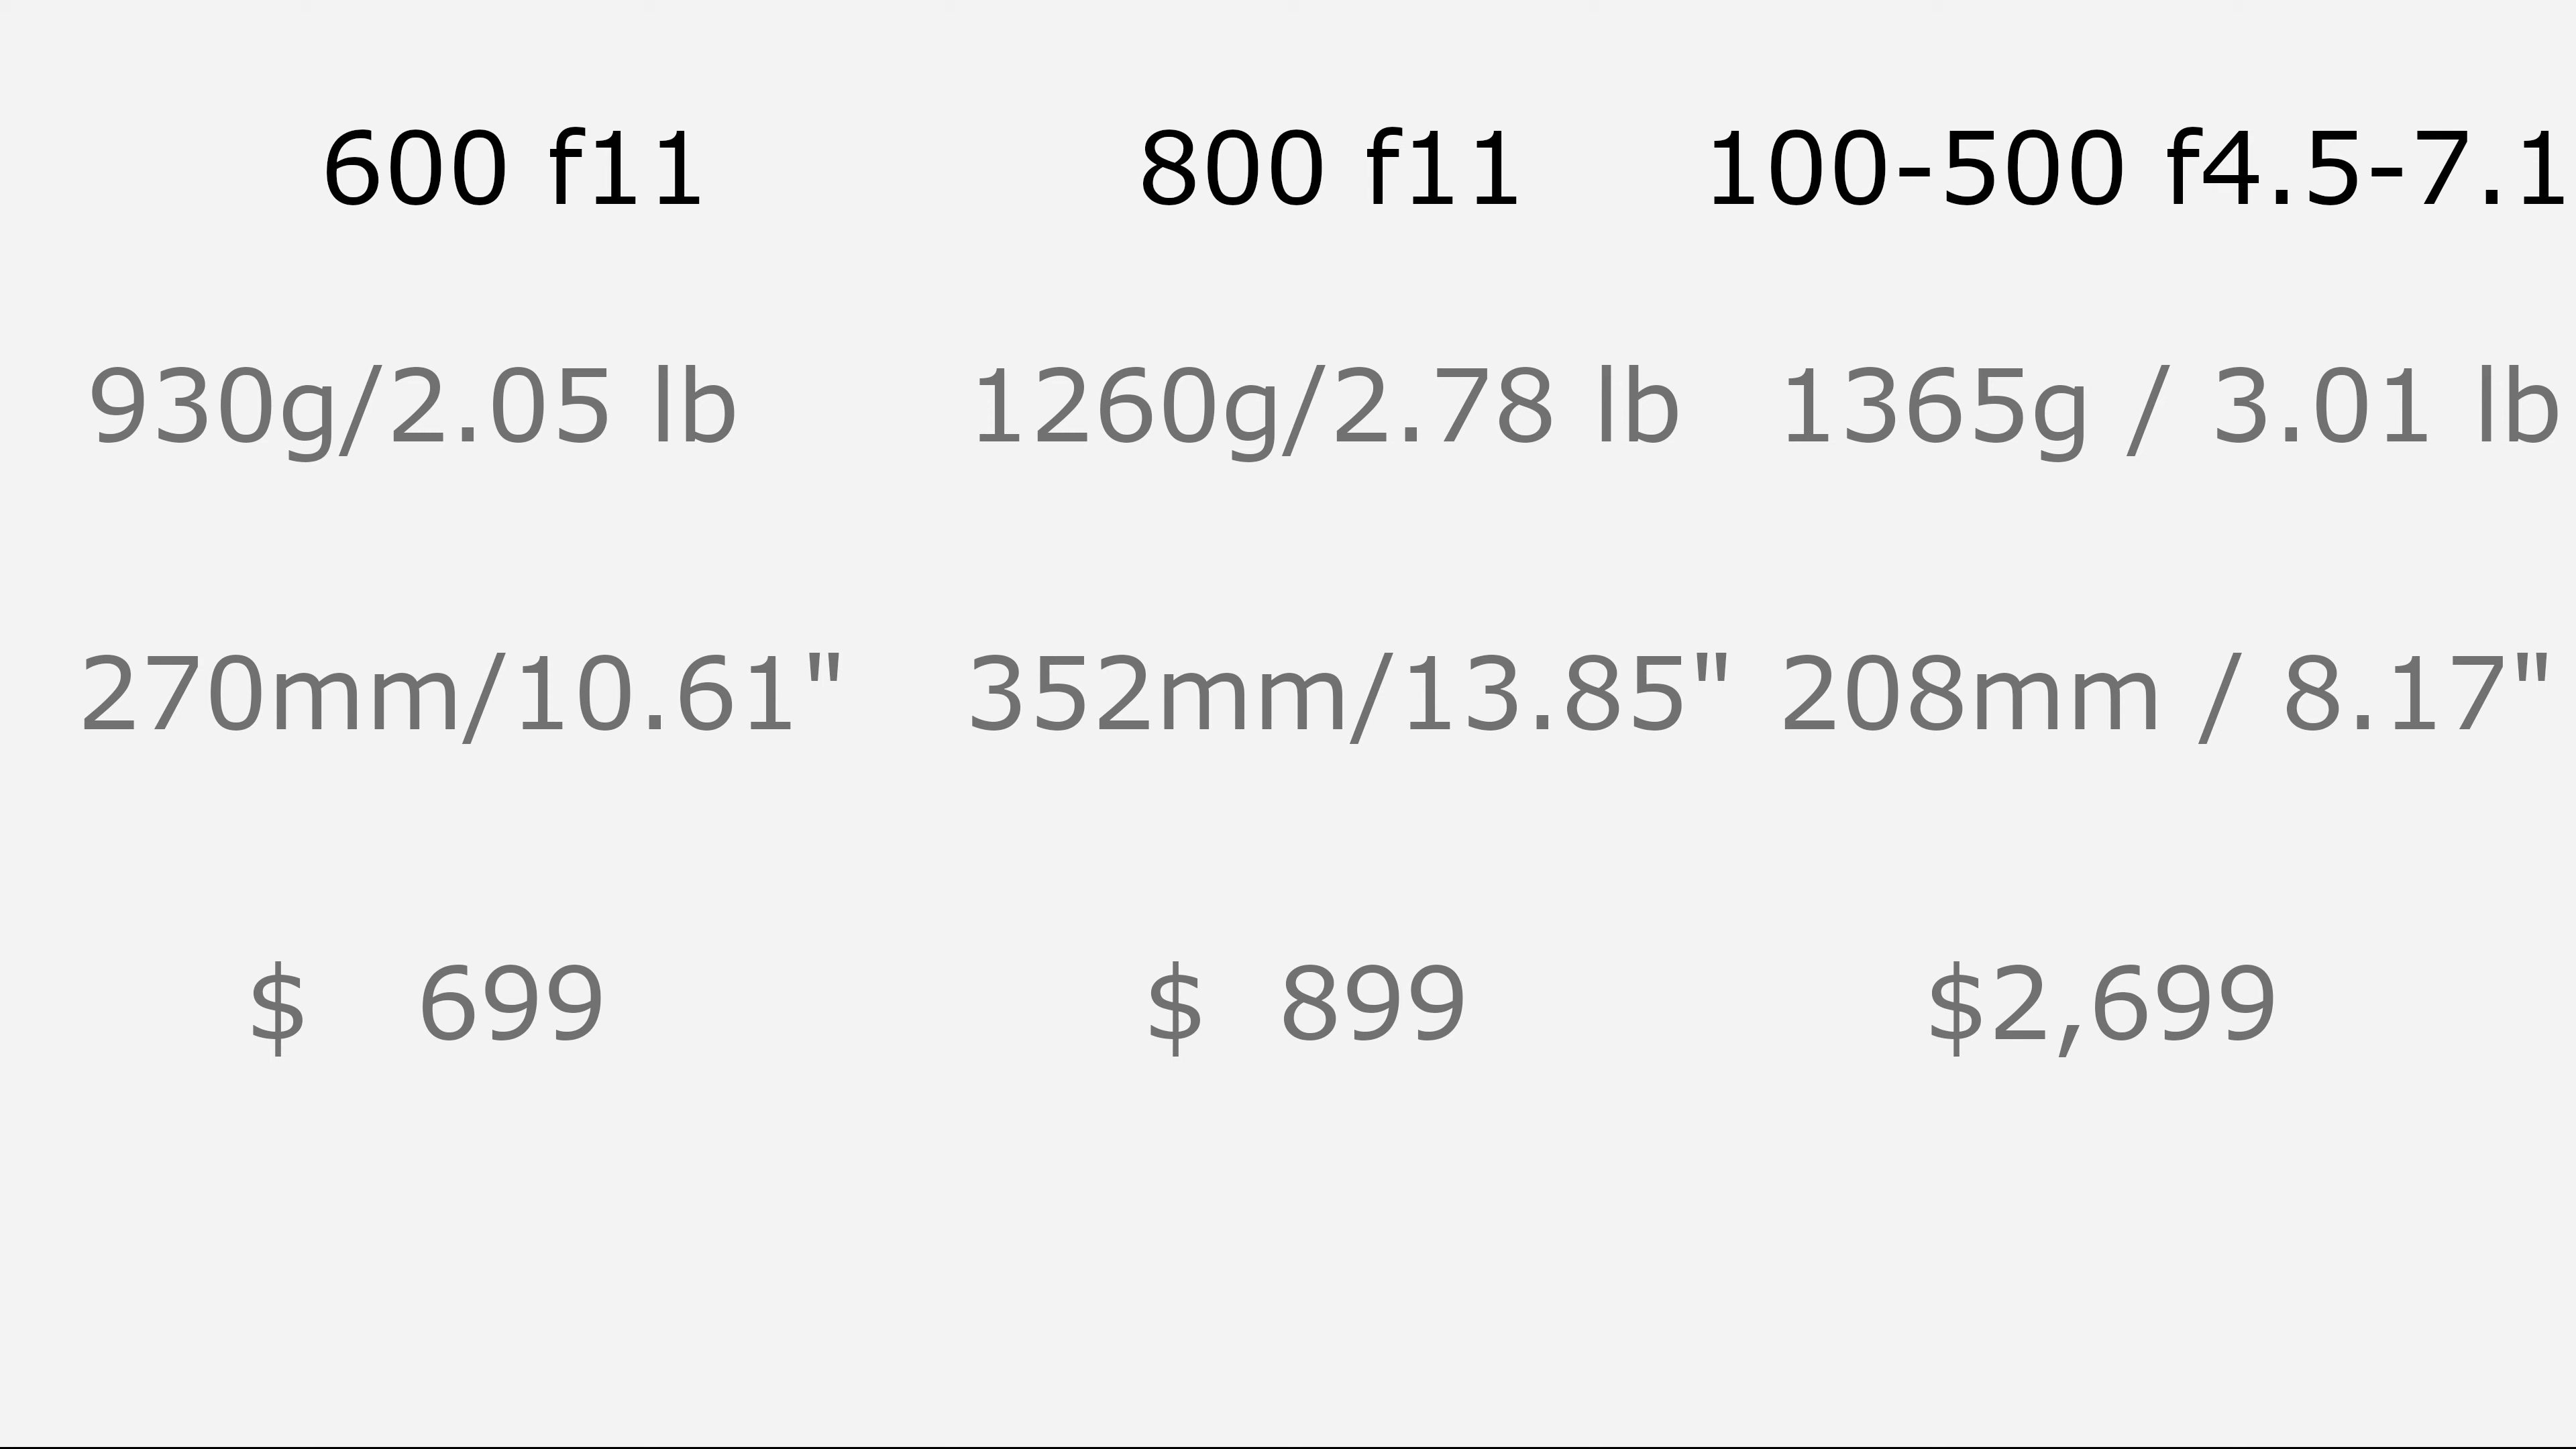 600 f11 800 f11 100-500 f4.5-7.1
930g/2.05 lb 1260g/2.78 lb 1365g / 3.01 lb
270mm/10.61" 352mm/13.85" 208mm / 8.17"
$ 699 $ 899 $2,699